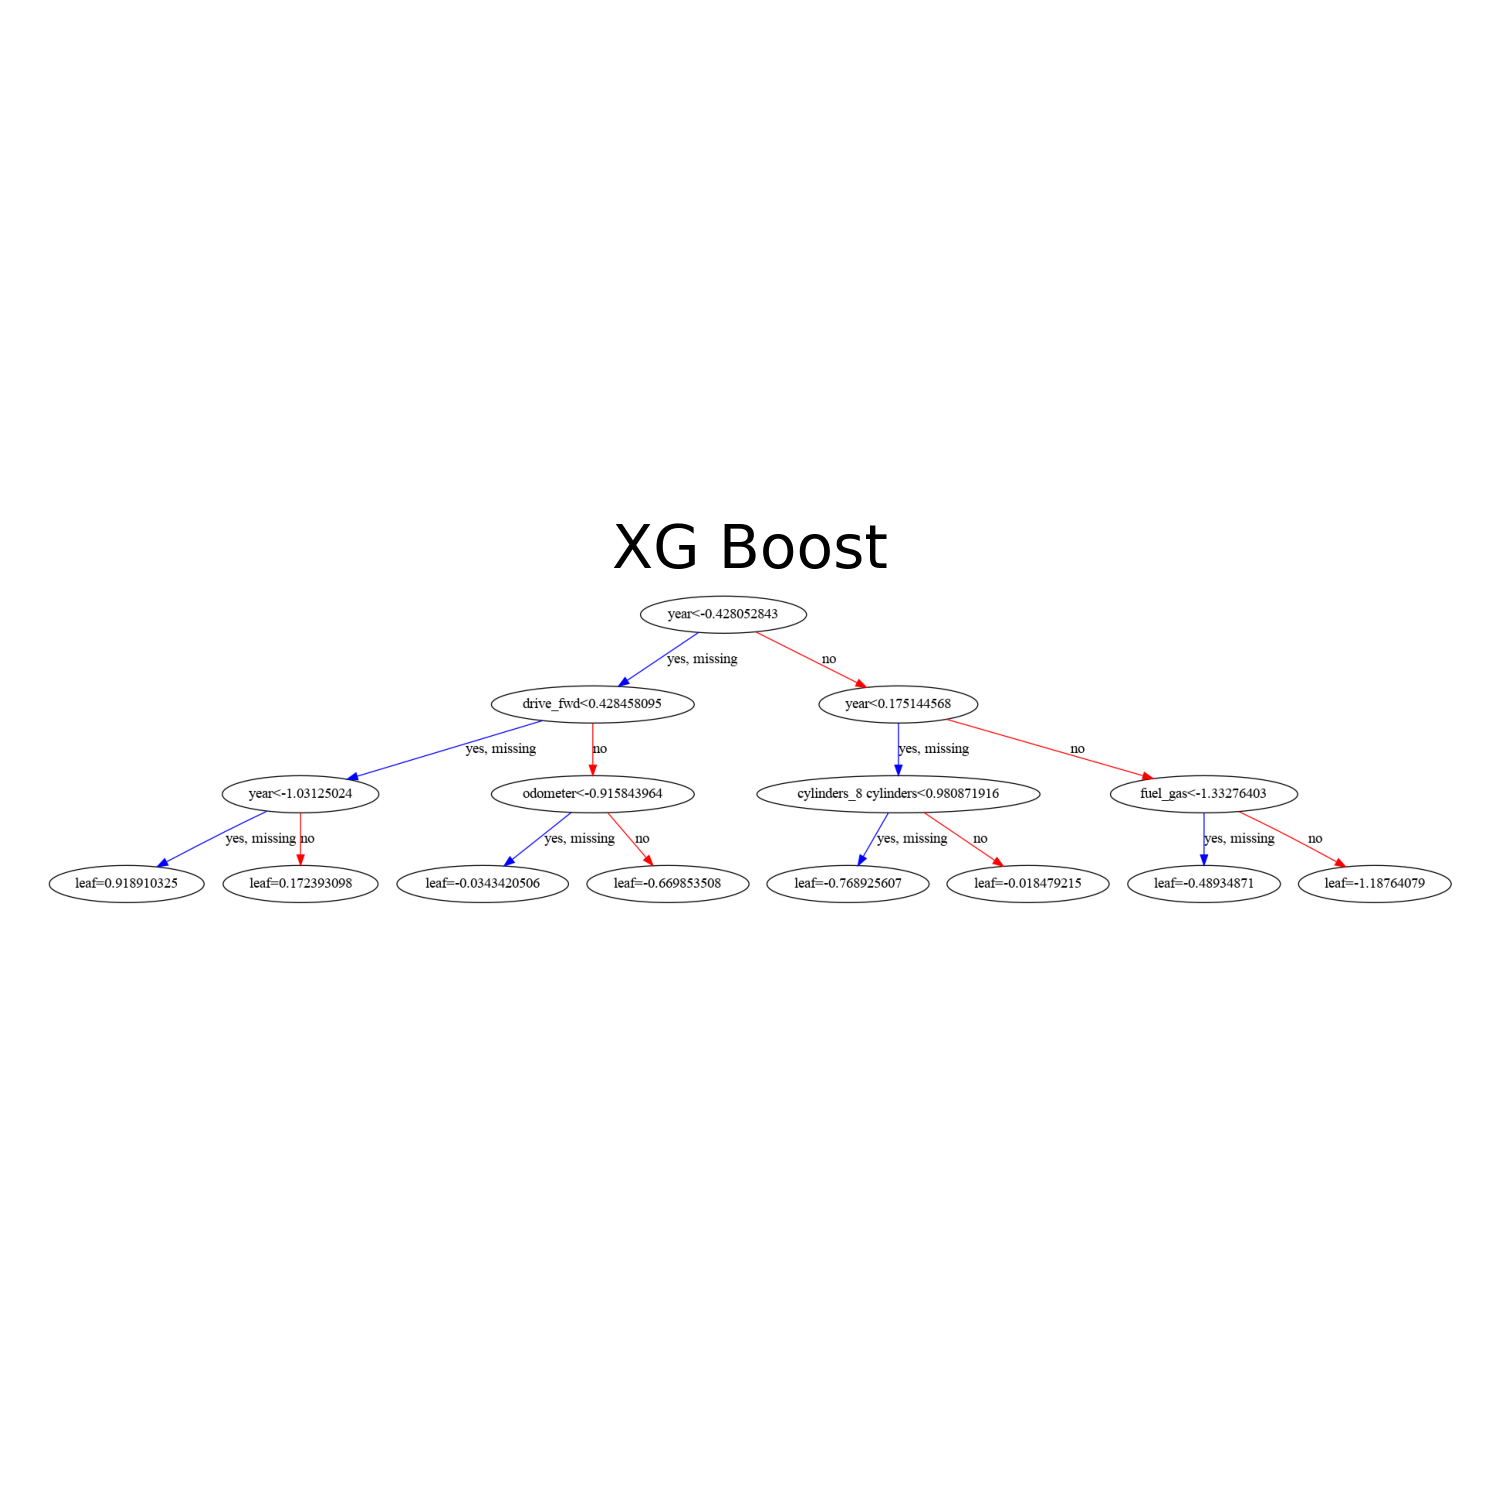 XG Boost
year<-0.428052843
yes, missing
no
drive_fwd<0.428458095
year<0.175144568
yes, missing
no
yes, missing
no
year<-1.03125024
odometer<-0.915843964
cylinders_8 cylinders<0.980871916
fuel_gas<-1.33276403
yes, missing
no
yes, missing
no
yes, missing
no
yes, missing
no
leaf=0.918910325
leaf=0.172393098
leaf=-0.0343420506
leaf=-0.669853508
leaf=-0.768925607
leaf=-0.018479215
leaf=-0.48934871
leaf=-1.18764079